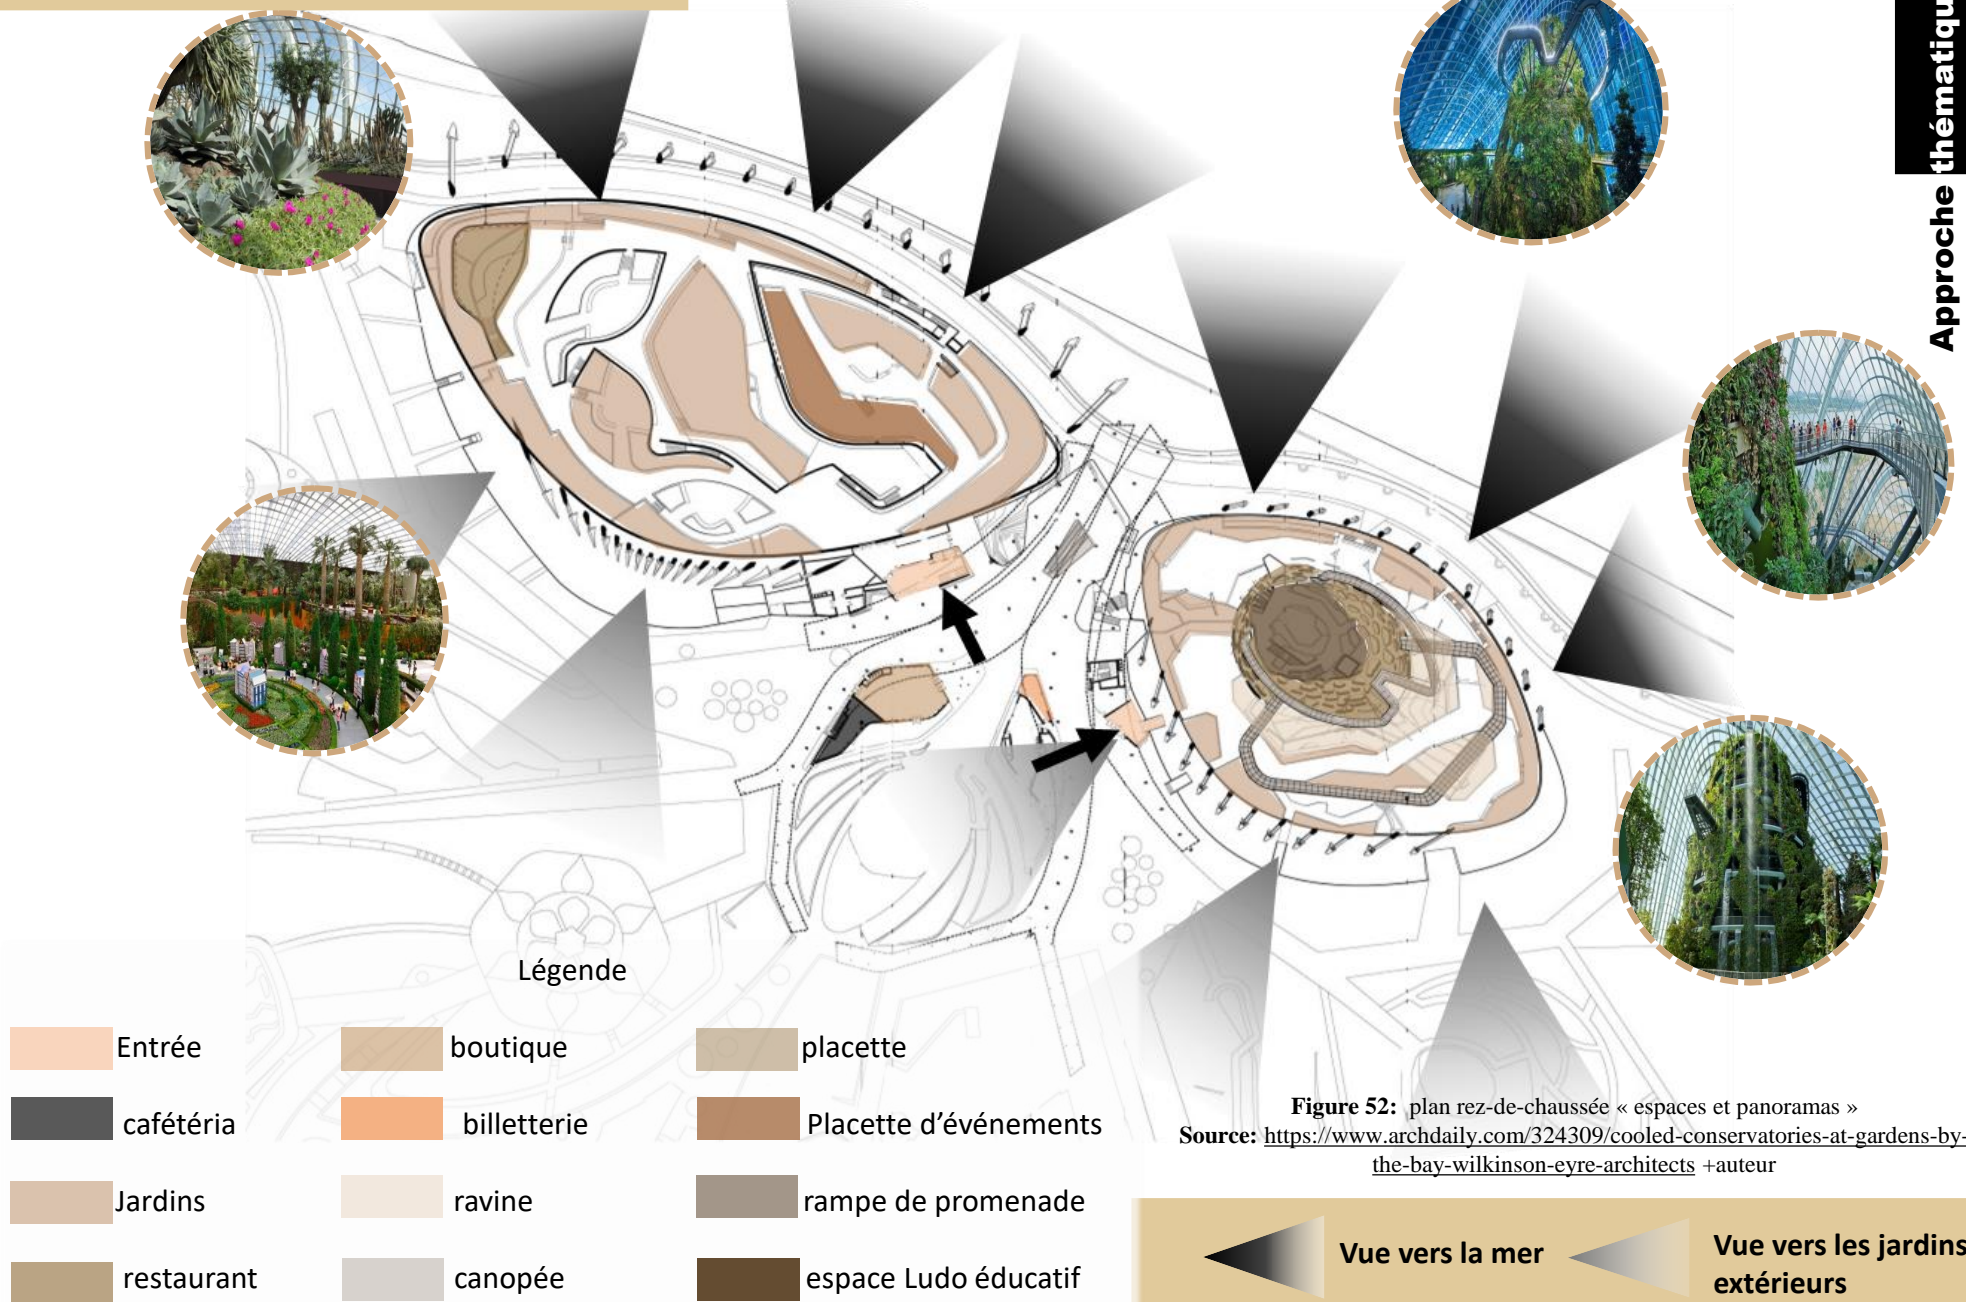 Approche thématiqu
Légende
Entrée
boutique
placette
cafétéria
billetterie
Placette d'événements
Jardins
ravine
rampe de promenade
restaurant
canopée
espace Ludo éducatif
Figure 52: plan rez-de-chaussée « espaces et panoramas »
Source: https://www.archdaily.com/324309/cooled-conservatories-at-gardens-by-
the-bay-wilkinson-eyre-architects +auteur
Vue vers la mer
Vue vers les jardins
extérieurs